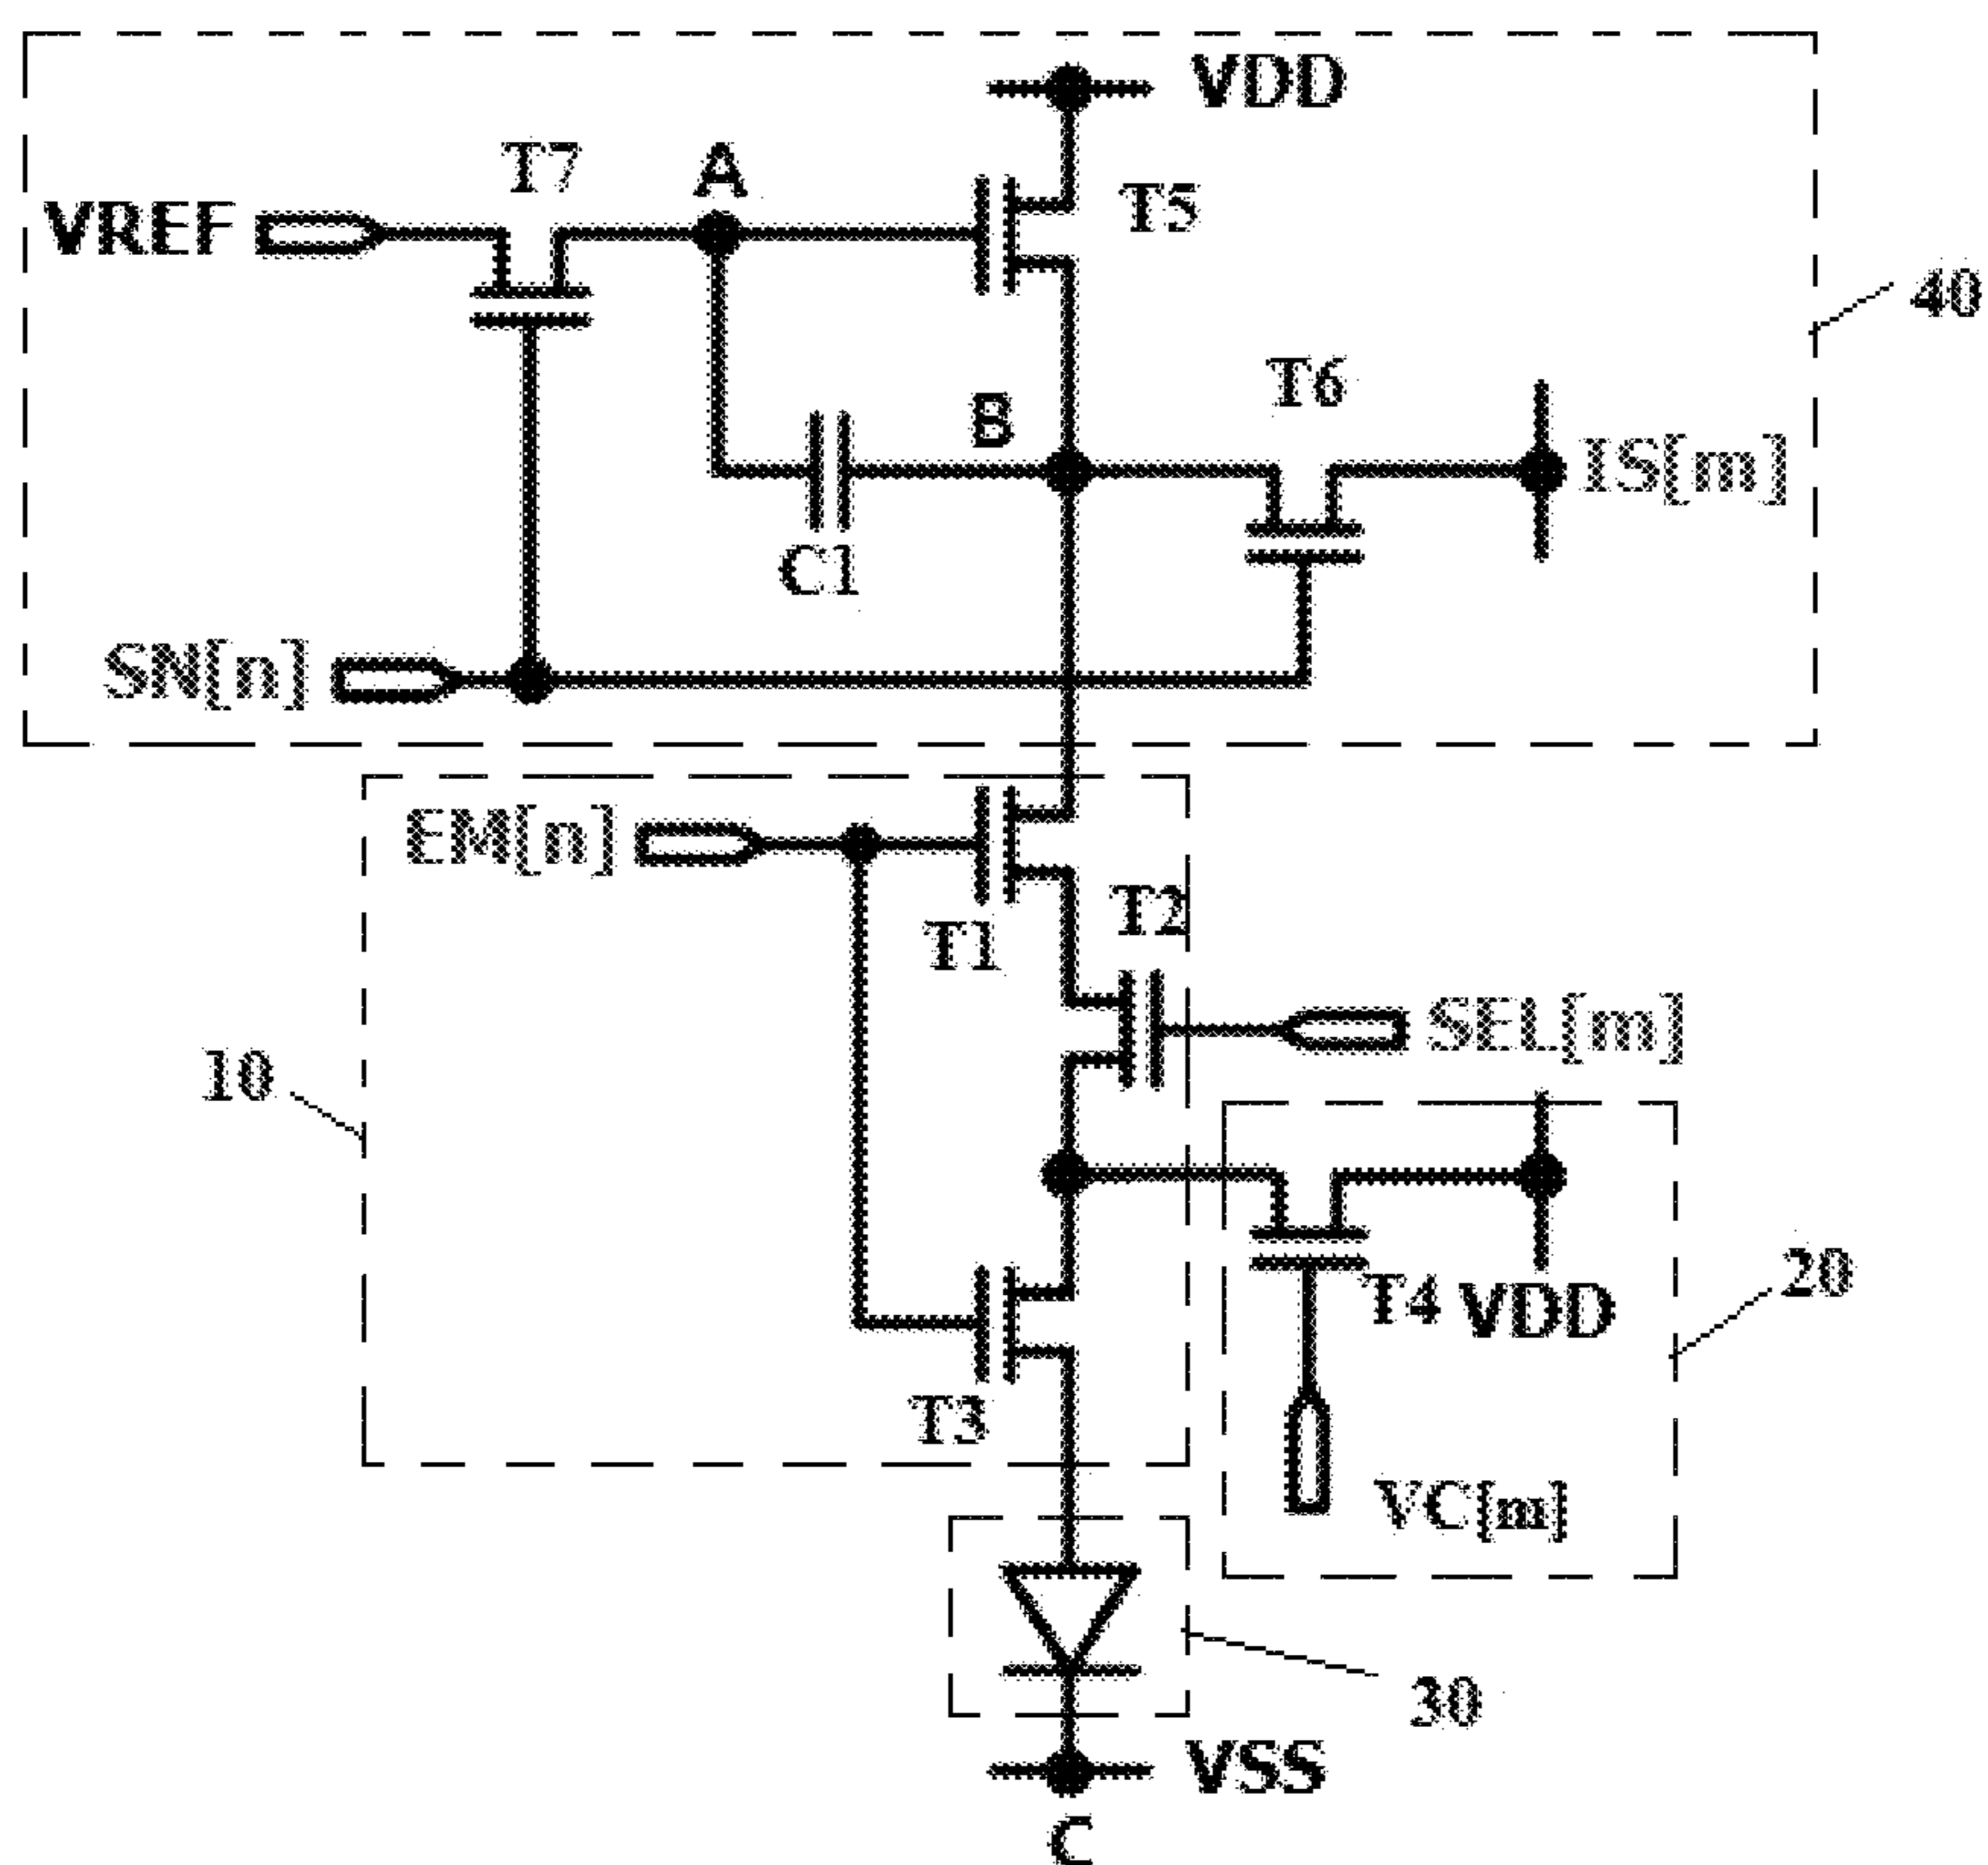 VDD
T7
A
T5
VREF
40
T6
B
IS[m]
C1
SN[n]
EM[n]
T2
T1
SEL[m]
10
20
T4
VDD
T3
VC[m]
30
VSS
C